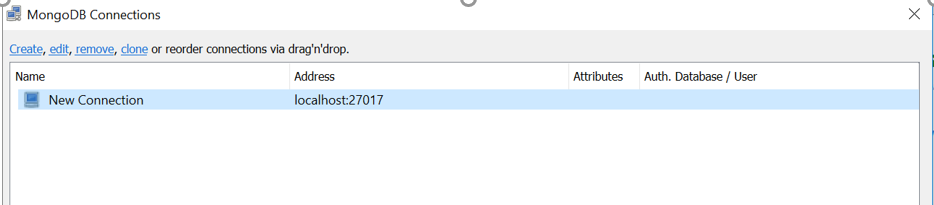 MongoDB Connections
Create, edit, remove, clone or reorder connections via drag'n'drop.
Name Address Attributes Auth. Database / User
New Connection localhost:27017